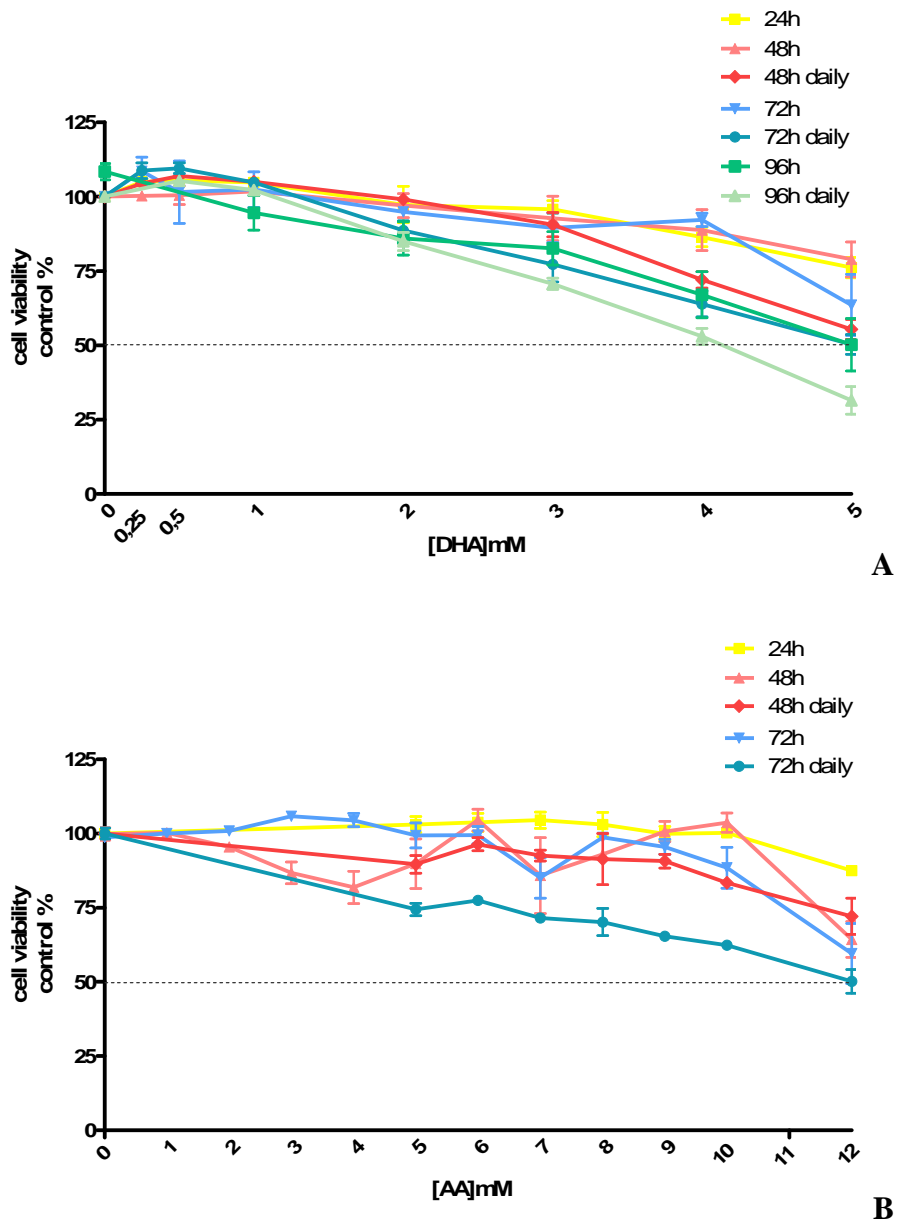 24h
48h
48h daily
72h
72h daily
96h
96h daily
cell viability
control %
125
100
75
50
25
0
0
0,25
0,5
1
2
3
4
5
[DHA]mM
A
24h
48h
48h daily
72h
72h daily
cell viability
control %
125
100
75
50
25
0
0
1
2
3
4
5
6
7
8
9
10
11
12
[AA]mM
B